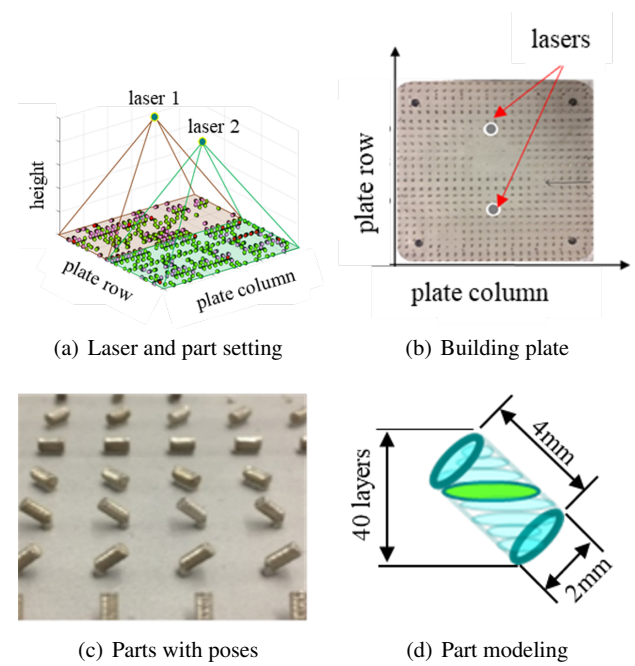 lasers
laser 1
laser 2
height
plate row
plate column
plate row
plate column
(a) Laser and part setting
(b) Building plate
40 layers
4mm
2mm
(c) Parts with poses
(d) Part modeling